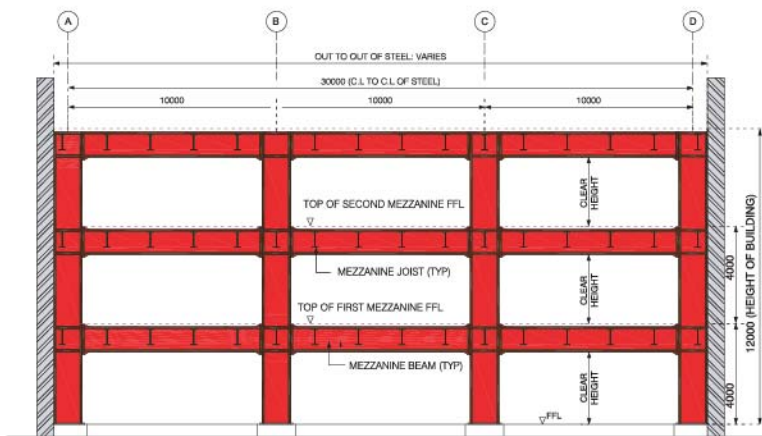 A
B
C
D
OUT TO OUT OF STEEL: VARIES
30000 (C.L TO C.L OF STEEL)
10000
10000
10000
CLEAR
HEIGHT
TOP OF SECOND MEZZANINE FFL
MEZZANINE JOIST (TYP)
CLEAR
HEIGHT
4000
12000 (HEIGHT OF BUILDING)
TOP OF FIRST MEZZANINE FFL
MEZZANINE BEAM (TYP)
CLEAR
HEIGHT
4000
FFL